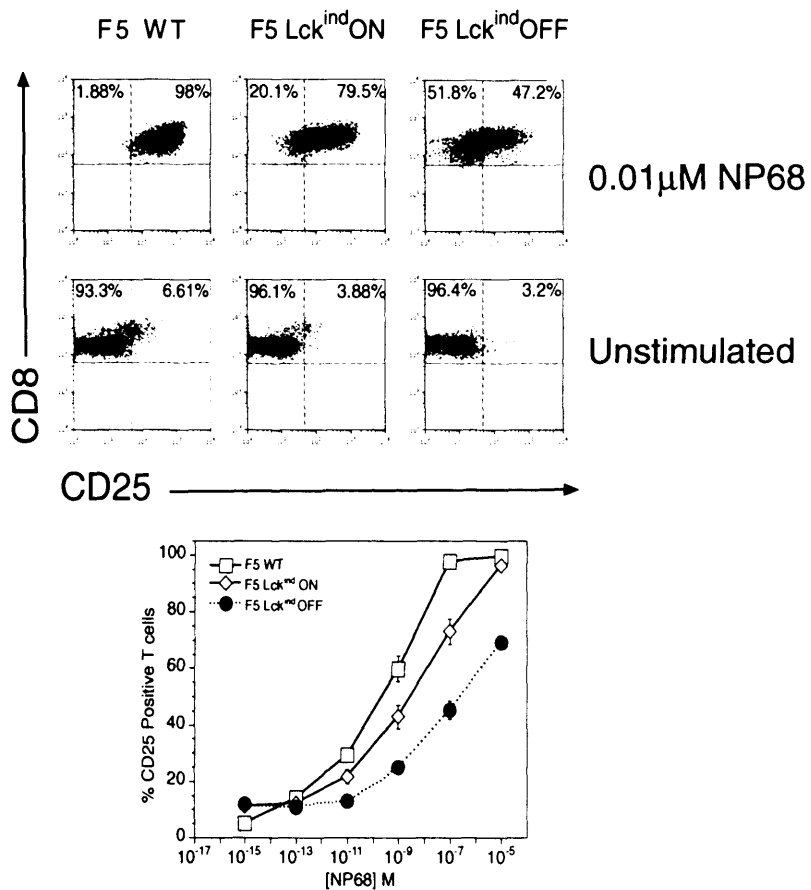 F5 WT F5 Lck^ind ON F5 Lck^ind OFF
1.88% 98% 20.1% 79.5% 51.8% 47.2%
0.01µM NP68
93.3% 6.61% 96.1% 3.88% 96.4% 3.2%
Unstimulated
CD8
CD25
% CD25 Positive T cells
100
80
60
40
20
0
F5 WT
F5 Lck^ind ON
F5 Lck^ind OFF
10^-17 10^-15 10^-13 10^-11 10^-9 10^-7 10^-5
[NP68] M